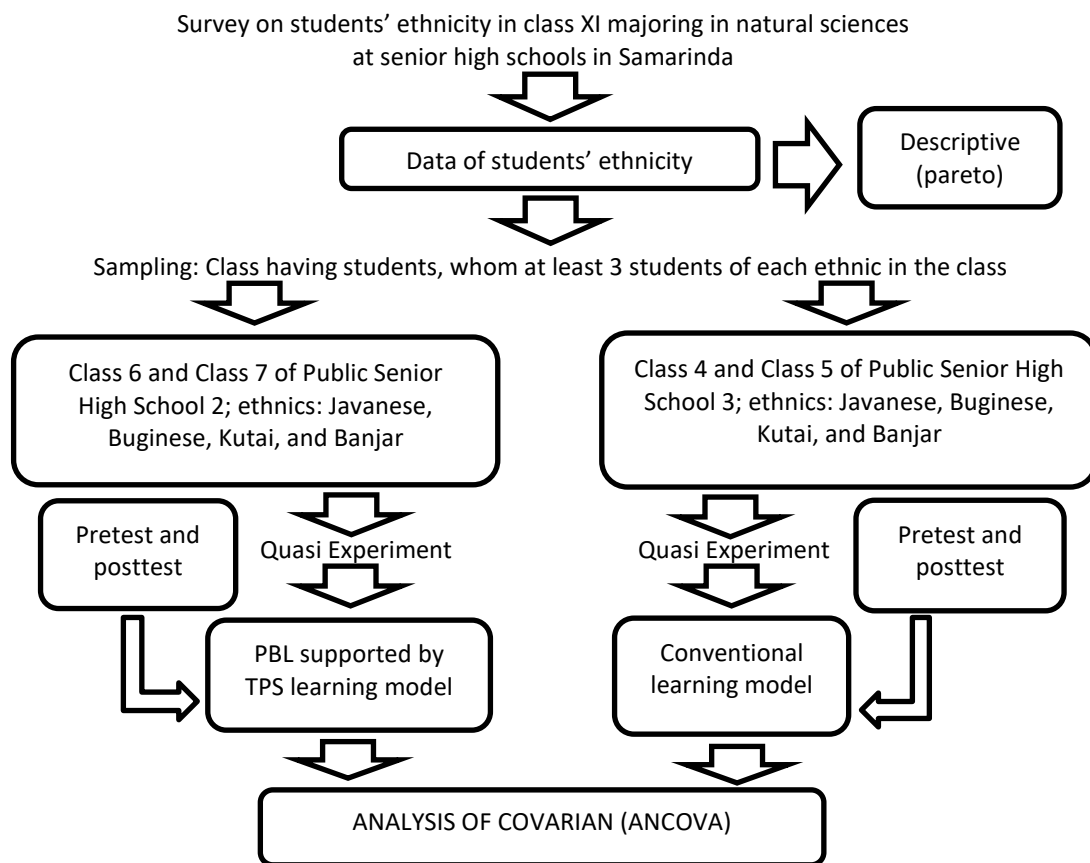 Survey on students’ ethnicity in class XI majoring in natural sciences
at senior high schools in Samarinda
Data of students’ ethnicity
Descriptive
(pareto)
Sampling: Class having students, whom at least 3 students of each ethnic in the class
Class 6 and Class 7 of Public Senior
High School 2; ethnics: Javanese,
Buginese, Kutai, and Banjar
Class 4 and Class 5 of Public Senior High
School 3; ethnics: Javanese, Buginese,
Kutai, and Banjar
Pretest and
posttest
Quasi Experiment
Quasi Experiment
Pretest and
posttest
PBL supported by
TPS learning model
Conventional
learning model
ANALYSIS OF COVARIAN (ANCOVA)